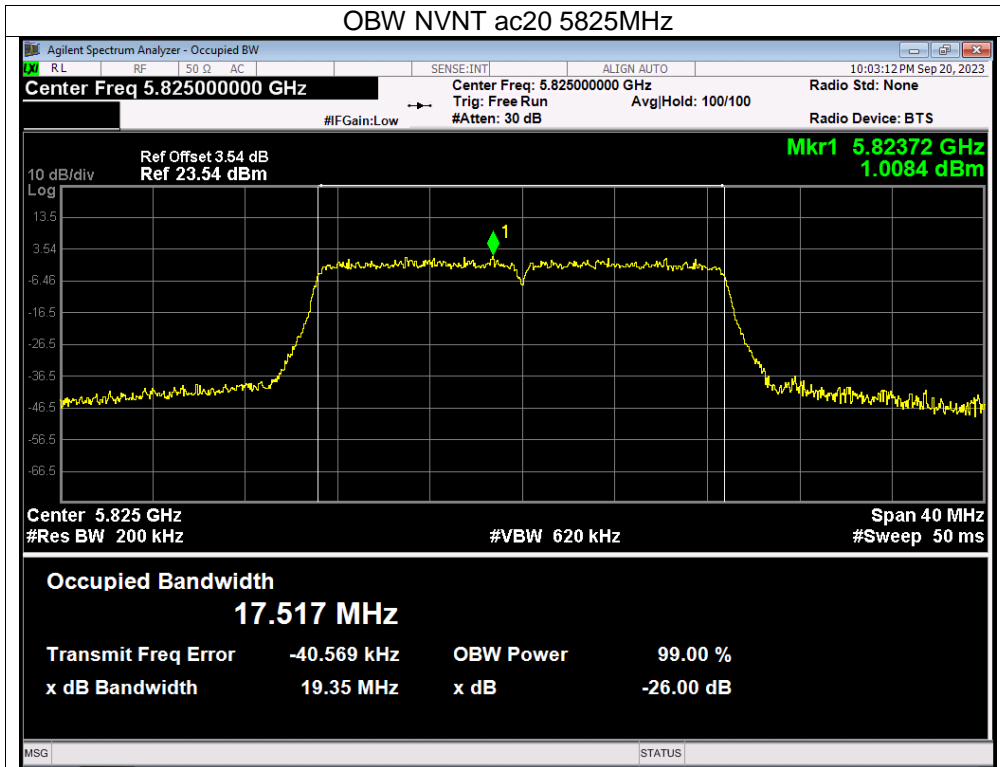 OBW NVNT ac20 5825MHz
Agilent Spectrum Analyzer - Occupied BW
LXI RL RF 50 Ω AC SENSE:INT ALIGN AUTO 10:03:12 PM Sep 20, 2023
Center Freq 5.825000000 GHz Center Freq: 5.825000000 GHz Radio Std: None
Trig: Free Run Avg|Hold: 100/100
#IFGain:Low #Atten: 30 dB Radio Device: BTS
Mkr1 5.82372 GHz
1.0084 dBm
Ref Offset 3.54 dB
10 dB/div Ref 23.54 dBm
Log
13.5
3.54
-6.46
-16.5
-26.5
-36.5
-46.5
-56.5
-66.5
1
Center 5.825 GHz Span 40 MHz
#Res BW 200 kHz #VBW 620 kHz #Sweep 50 ms
Occupied Bandwidth
17.517 MHz
Transmit Freq Error -40.569 kHz OBW Power 99.00 %
x dB Bandwidth 19.35 MHz x dB -26.00 dB
MSG STATUS